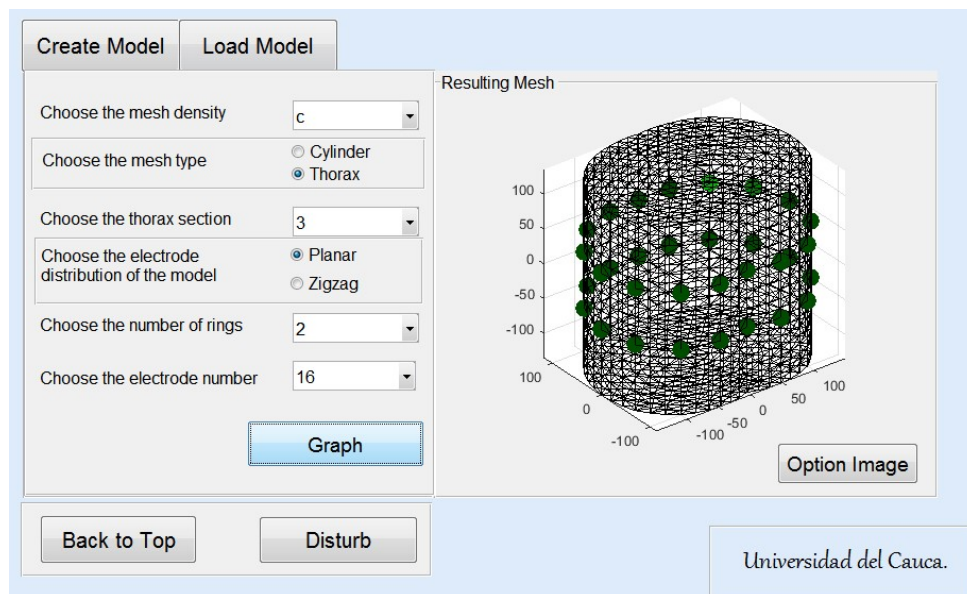 Create Model
Load Model
Choose the mesh density
c
Choose the mesh type
Cylinder
Thorax
Choose the thorax section
3
Choose the electrode
distribution of the model
Planar
Zigzag
Choose the number of rings
2
Choose the electrode number
16
Graph
Back to Top
Disturb
Resulting Mesh
100
50
0
-50
-100
100
0
-100
-100
-50
0
50
100
Option Image
Universidad del Cauca.